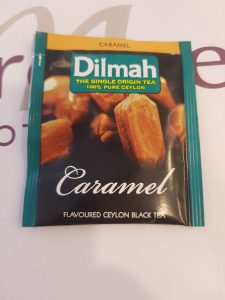 CARAMEL
Dilmah
THE SINGLE ORIGIN TEA
100% PURE CEYLON
Caramel
FLAVOURED CEYLON BLACK TEA